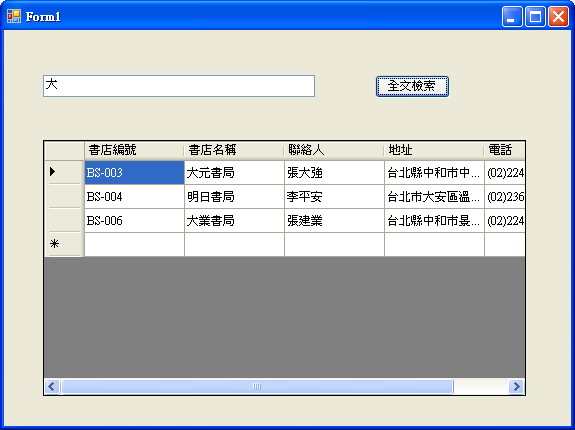 Form1
大 全文檢索
書店編號 書店名稱 聯絡人 地址 電話
BS-003 大元書局 張大強 台北縣中和市中... (02)224
BS-004 明日書局 李平安 台北市大安區溫... (02)236
BS-006 大業書局 張建業 台北縣中和市景... (02)224